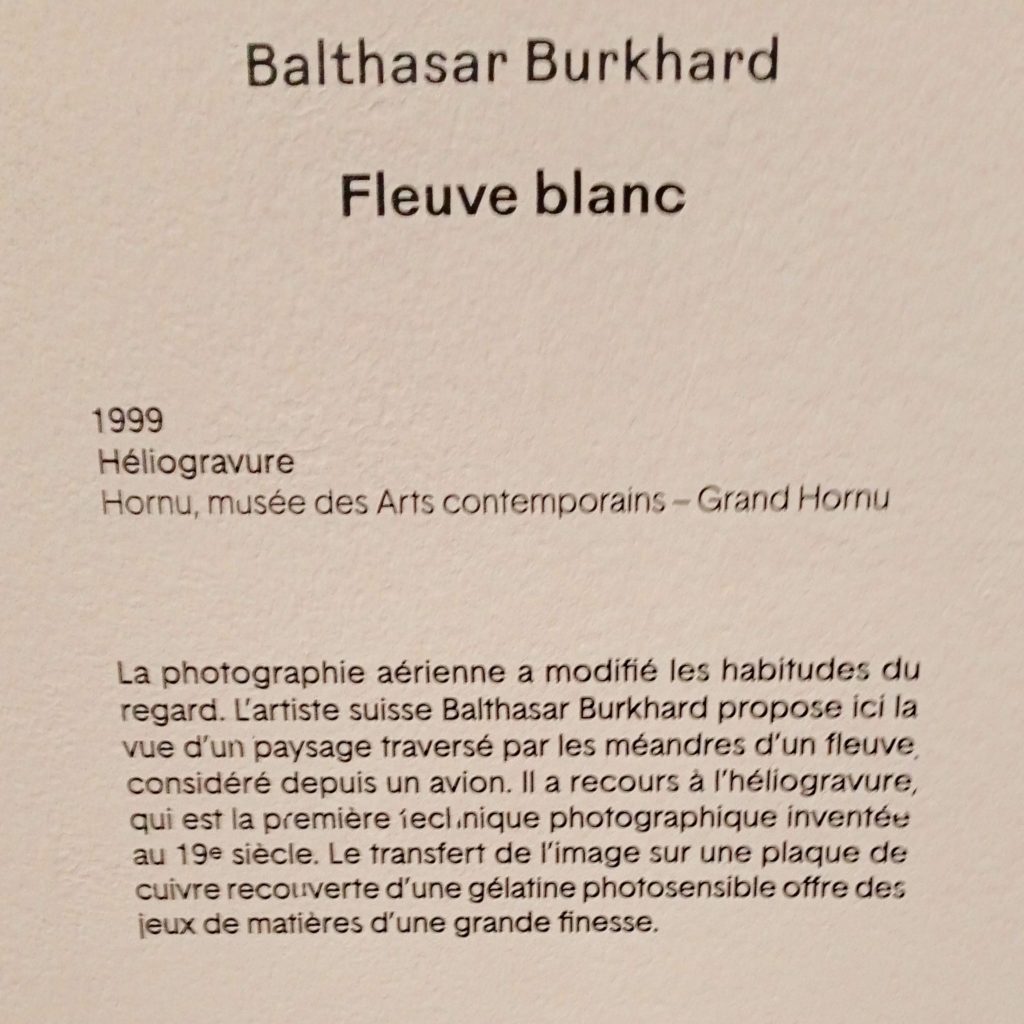 Balthasar Burkhard
Fleuve blanc
1999
Héliogravure
Hornu, musée des Arts contemporains – Grand Hornu
La photographie aérienne a modifié les habitudes du
regard. L'artiste suisse Balthasar Burkhard propose ici la
vue d'un paysage traversé par les méandres d'un fleuve,
considéré depuis un avion. Il a recours à l'héliogravure,
qui est la première technique photographique inventée
au 19e siècle. Le transfert de l'image sur une plaque de
cuivre recouverte d'une gélatine photosensible offre des
jeux de matières d'une grande finesse.